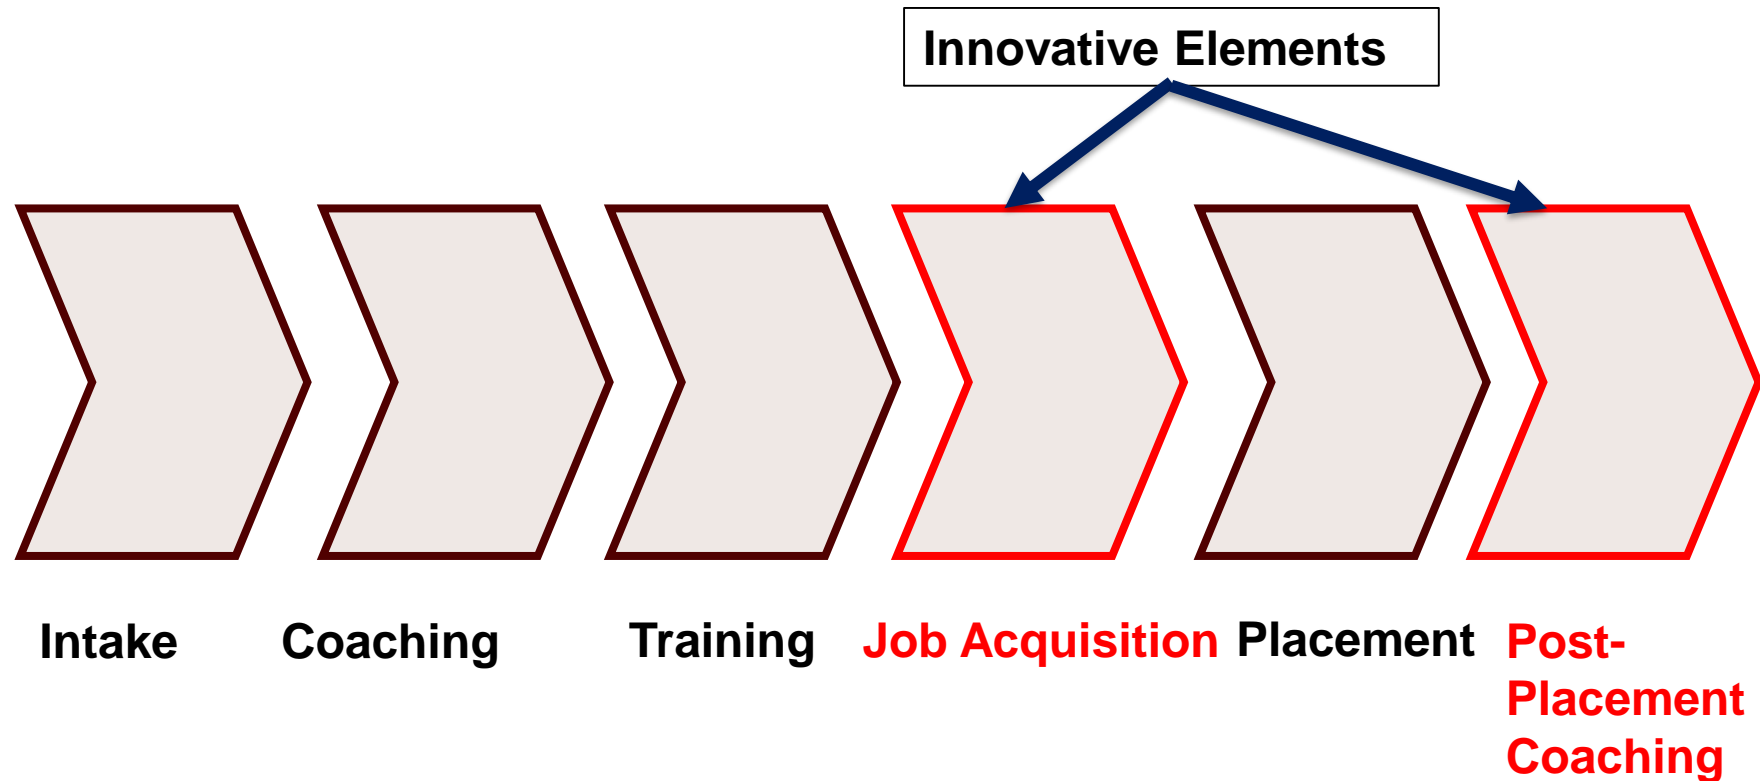 Innovative Elements
Intake
Coaching
Training
Job Acquisition
Placement
Post-
Placement
Coaching